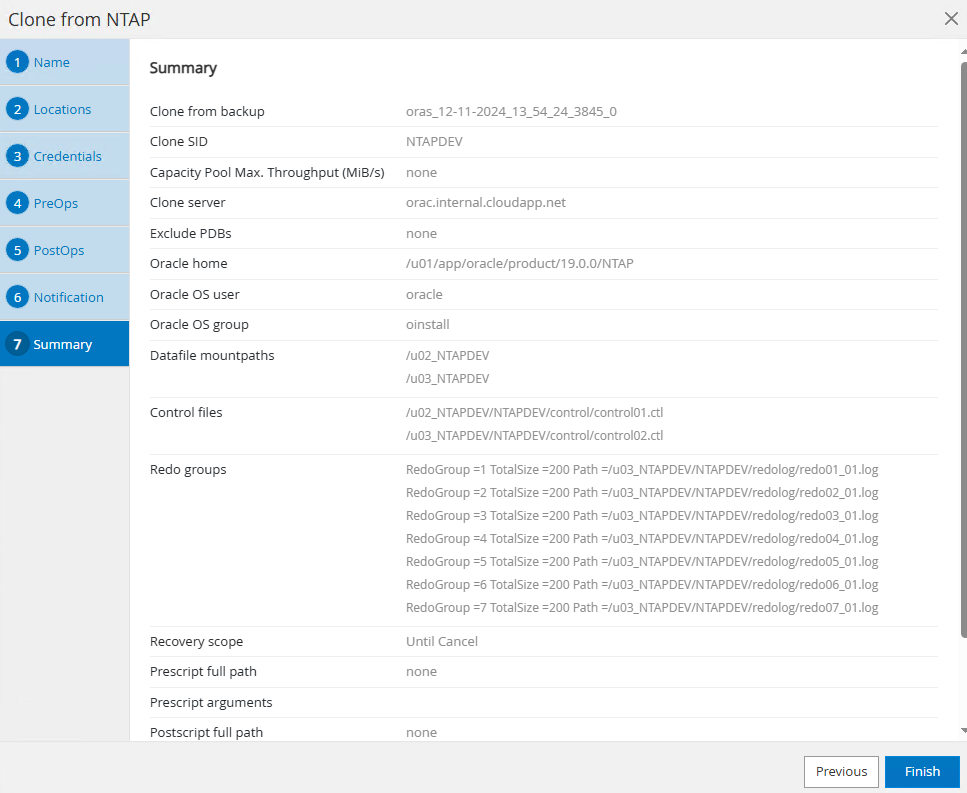 Clone from NTAP
1 Name
2 Locations
3 Credentials
4 PreOps
5 PostOps
6 Notification
7 Summary
Summary
Clone from backup oras_12-11-2024_13_54_24_3845_0
Clone SID NTAPDEV
Capacity Pool Max. Throughput (MiB/s) none
Clone server orac.internal.cloudapp.net
Exclude PDBs none
Oracle home /u01/app/oracle/product/19.0.0/NTAP
Oracle OS user oracle
Oracle OS group oinstall
Datafile mountpaths /u02_NTAPDEV
/u03_NTAPDEV
Control files /u02_NTAPDEV/NTAPDEV/control/control01.ctl
/u03_NTAPDEV/NTAPDEV/control/control02.ctl
Redo groups RedoGroup =1 TotalSize =200 Path =/u03_NTAPDEV/NTAPDEV/redolog/redo01_01.log
RedoGroup =2 TotalSize =200 Path =/u03_NTAPDEV/NTAPDEV/redolog/redo02_01.log
RedoGroup =3 TotalSize =200 Path =/u03_NTAPDEV/NTAPDEV/redolog/redo03_01.log
RedoGroup =4 TotalSize =200 Path =/u03_NTAPDEV/NTAPDEV/redolog/redo04_01.log
RedoGroup =5 TotalSize =200 Path =/u03_NTAPDEV/NTAPDEV/redolog/redo05_01.log
RedoGroup =6 TotalSize =200 Path =/u03_NTAPDEV/NTAPDEV/redolog/redo06_01.log
RedoGroup =7 TotalSize =200 Path =/u03_NTAPDEV/NTAPDEV/redolog/redo07_01.log
Recovery scope Until Cancel
Prescript full path none
Prescript arguments
Postscript full path none
Previous Finish